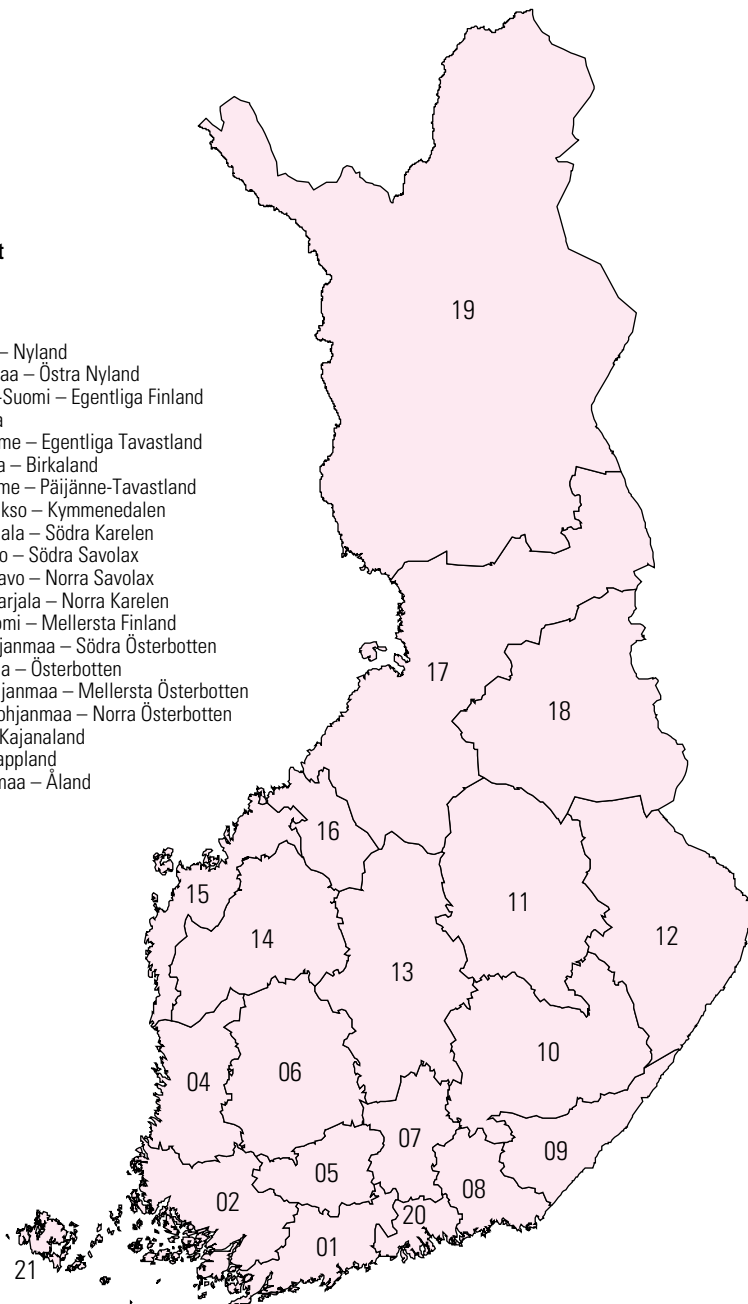 t
– Nyland
aa – Östra Nyland
-Suomi – Egentliga Finland
a
me – Egentliga Tavastland
a – Birkaland
me – Päijänne-Tavastland
kso – Kymmenedalen
ala – Södra Karelen
o – Södra Savolax
avo – Norra Savolax
arjala – Norra Karelen
omi – Mellersta Finland
janmaa – Södra Österbotten
a – Österbotten
janmaa – Mellersta Österbotten
ohjanmaa – Norra Österbotten
Kajanaland
appland
maa – Åland
19
17
18
16
15
11
14
12
13
10
06
04
07
09
05
08
02
20
01
21